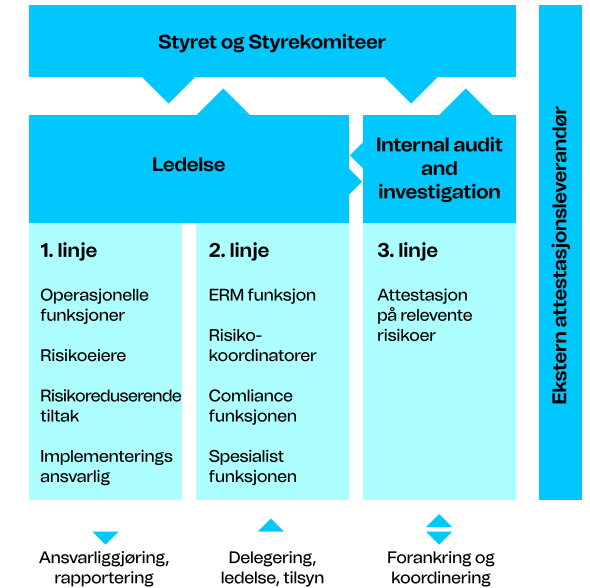 Styret og Styrekomiteer
Ledelse
Internal audit
and
investigation
1. linje
Operasjonelle
funksjoner
Risikoeiere
Risikoreduserende
tiltak
Implementerings
ansvarlig
2. linje
ERM funksjon
Risiko-
koordinatorer
Comliance
funksjonen
Spesialist
funksjonen
3. linje
Attestasjon
på relevente
risikoer
Ekstern attestasjonsleverandør
Ansvarliggjøring,
rapportering
Delegering,
ledelse, tilsyn
Forankring og
koordinering